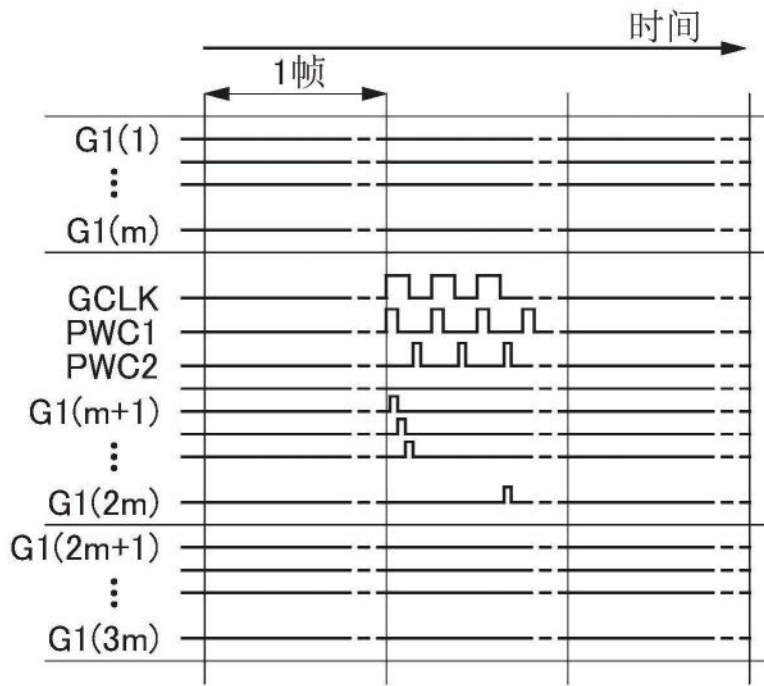 时间
1帧
G1(1)
⋮
G1(m)
GCLK
PWC1
PWC2
G1(m+1)
⋮
G1(2m)
G1(2m+1)
⋮
G1(3m)